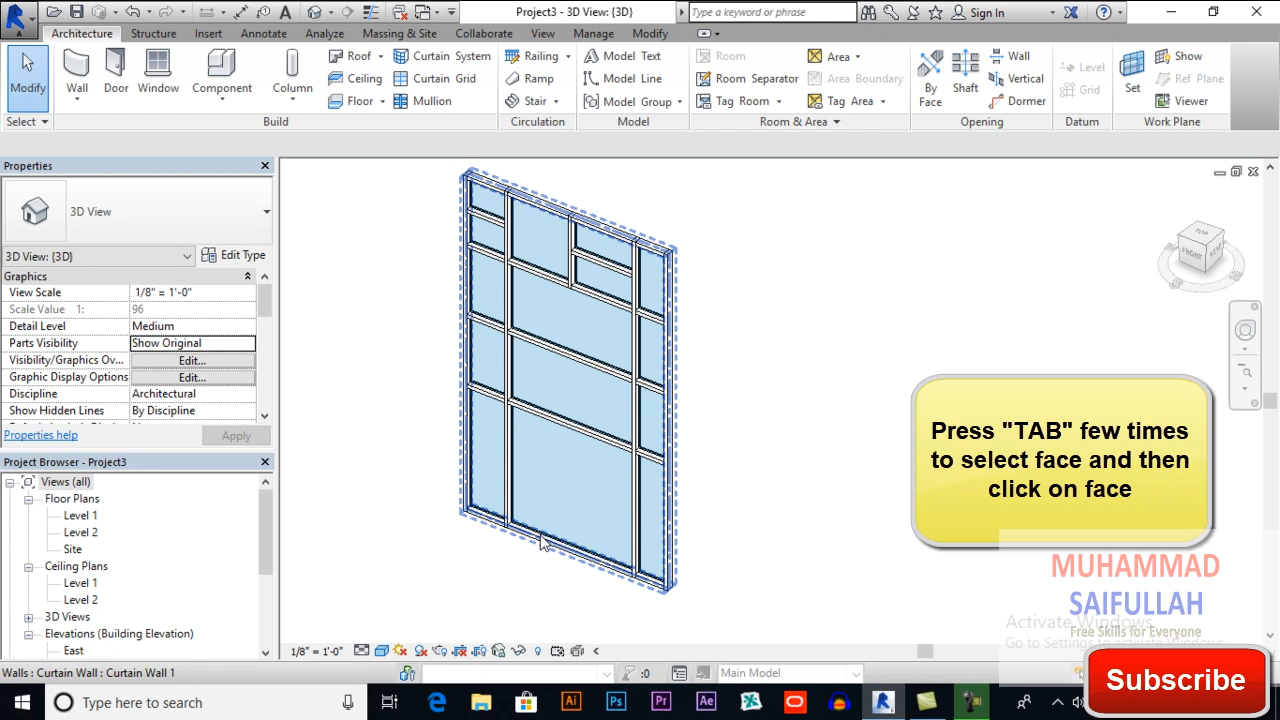 Project3 - 3D View: {3D}
Type a keyword or phrase
Sign In
Architecture Structure Insert Annotate Analyze Massing & Site Collaborate View Manage Modify
Modify
Wall
Door
Window
Component
Column
Roof
Ceiling
Floor
Curtain System
Curtain Grid
Mullion
Railing
Ramp
Stair
Model Text
Model Line
Model Group
Room
Room Separator
Tag Room
Area
Area Boundary
Tag Area
By
Face
Shaft
Wall
Vertical
Dormer
Level
Grid
Set
Show
Ref Plane
Viewer
Select
Build
Circulation
Model
Room & Area
Opening
Datum
Work Plane
Properties
3D View
3D View: {3D}
Edit Type
Graphics
View Scale 1/8" = 1'-0"
Scale Value 1: 96
Detail Level Medium
Parts Visibility Show Original
Visibility/Graphics Ov... Edit...
Graphic Display Options Edit...
Discipline Architectural
Show Hidden Lines By Discipline
Properties help
Apply
Project Browser - Project3
Views (all)
Floor Plans
Level 1
Level 2
Site
Ceiling Plans
Level 1
Level 2
3D Views
Elevations (Building Elevation)
East
TOP
FRONT
Press "TAB" few times
to select face and then
click on face
MUHAMMAD
SAIFULLAH
Free Skills for Everyone
Activate Windows
Go to Settings to activate Windows.
Subscribe
1/8" = 1'-0"
Walls : Curtain Wall : Curtain Wall 1
:0
Main Model
Type here to search